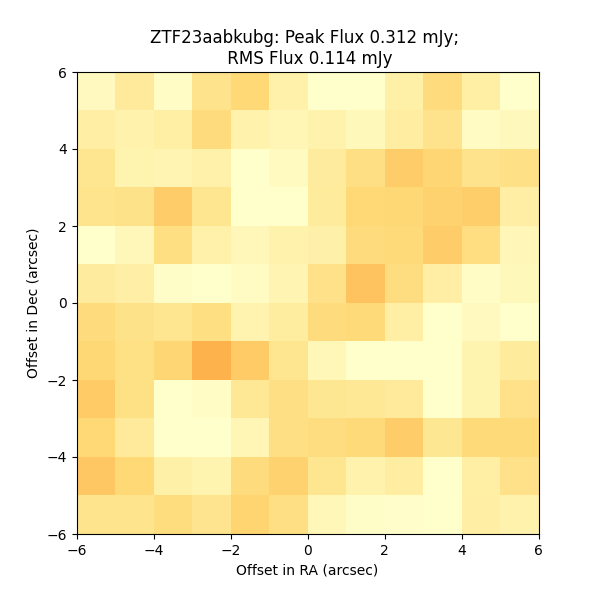 ZTF23aabkubg: Peak Flux 0.312 mJy;
RMS Flux 0.114 mJy
6
4
2
0
−2
−4
−6
Offset in Dec (arcsec)
−6 −4 −2 0 2 4 6
Offset in RA (arcsec)